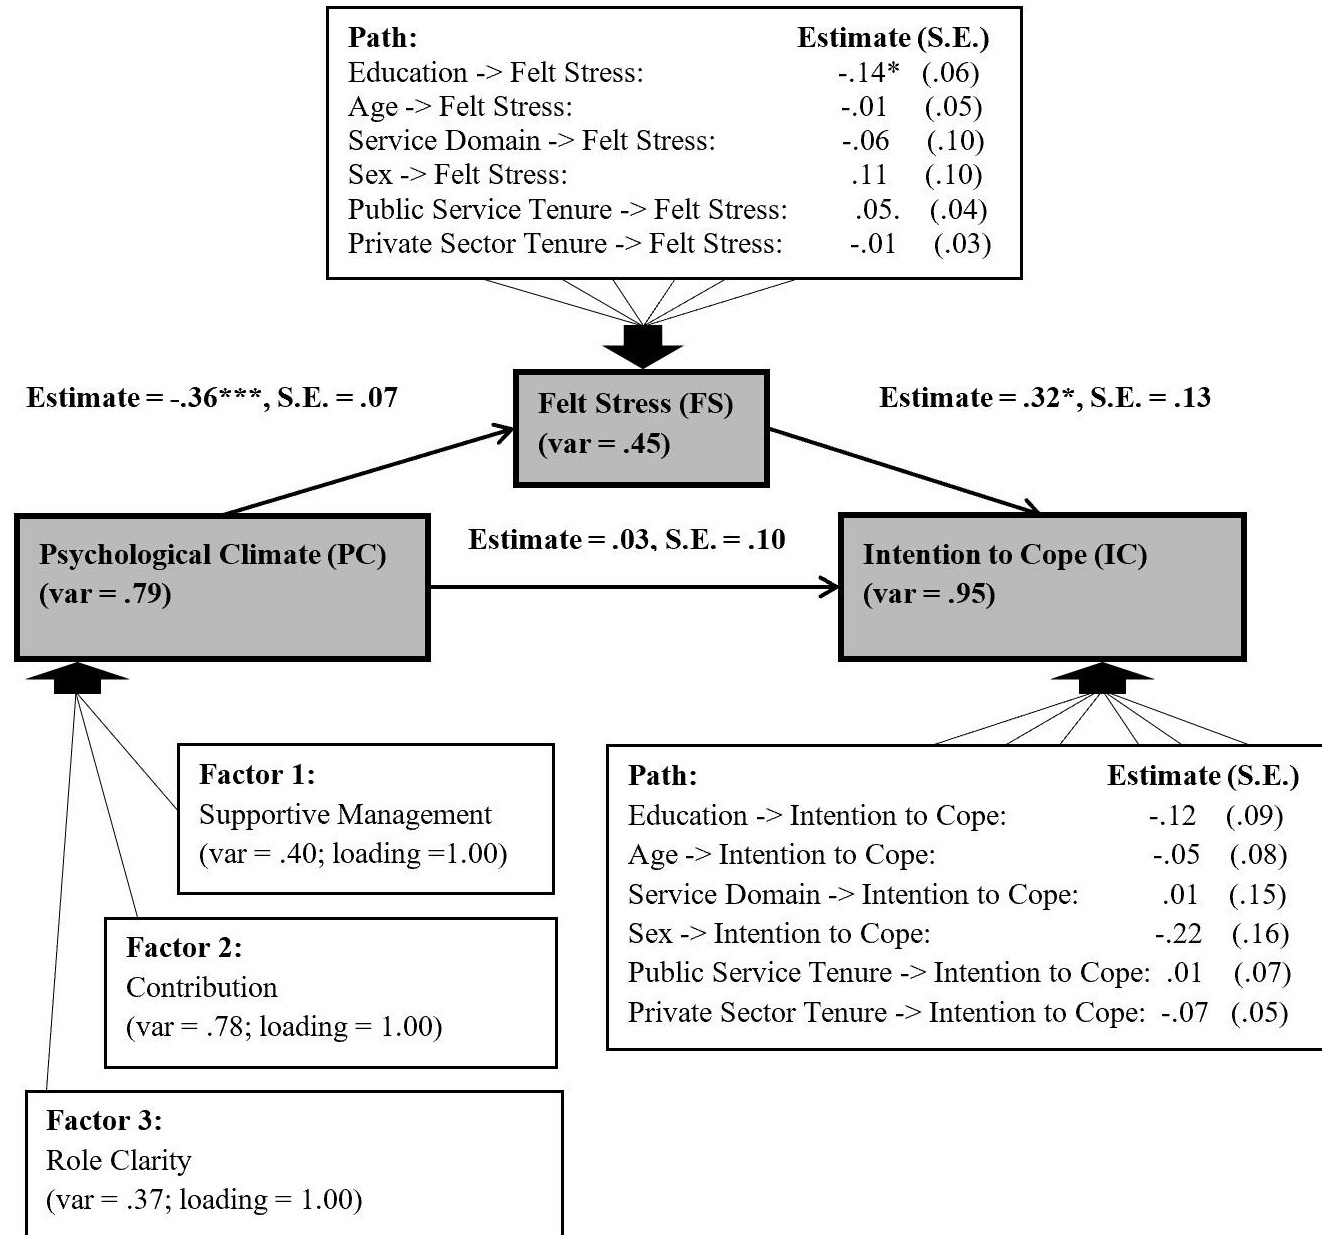 Path: Estimate (S.E.)
Education -> Felt Stress: -.14* (.06)
Age -> Felt Stress: -.01 (.05)
Service Domain -> Felt Stress: -.06 (.10)
Sex -> Felt Stress: .11 (.10)
Public Service Tenure -> Felt Stress: .05. (.04)
Private Sector Tenure -> Felt Stress: -.01 (.03)
Estimate = -.36***, S.E. = .07
Felt Stress (FS)
(var = .45)
Estimate = .32*, S.E. = .13
Psychological Climate (PC)
(var = .79)
Estimate = .03, S.E. = .10
Intention to Cope (IC)
(var = .95)
Factor 1:
Supportive Management
(var = .40; loading =1.00)
Factor 2:
Contribution
(var = .78; loading = 1.00)
Factor 3:
Role Clarity
(var = .37; loading = 1.00)
Path: Estimate (S.E.)
Education -> Intention to Cope: -.12 (.09)
Age -> Intention to Cope: -.05 (.08)
Service Domain -> Intention to Cope: .01 (.15)
Sex -> Intention to Cope: -.22 (.16)
Public Service Tenure -> Intention to Cope: .01 (.07)
Private Sector Tenure -> Intention to Cope: -.07 (.05)